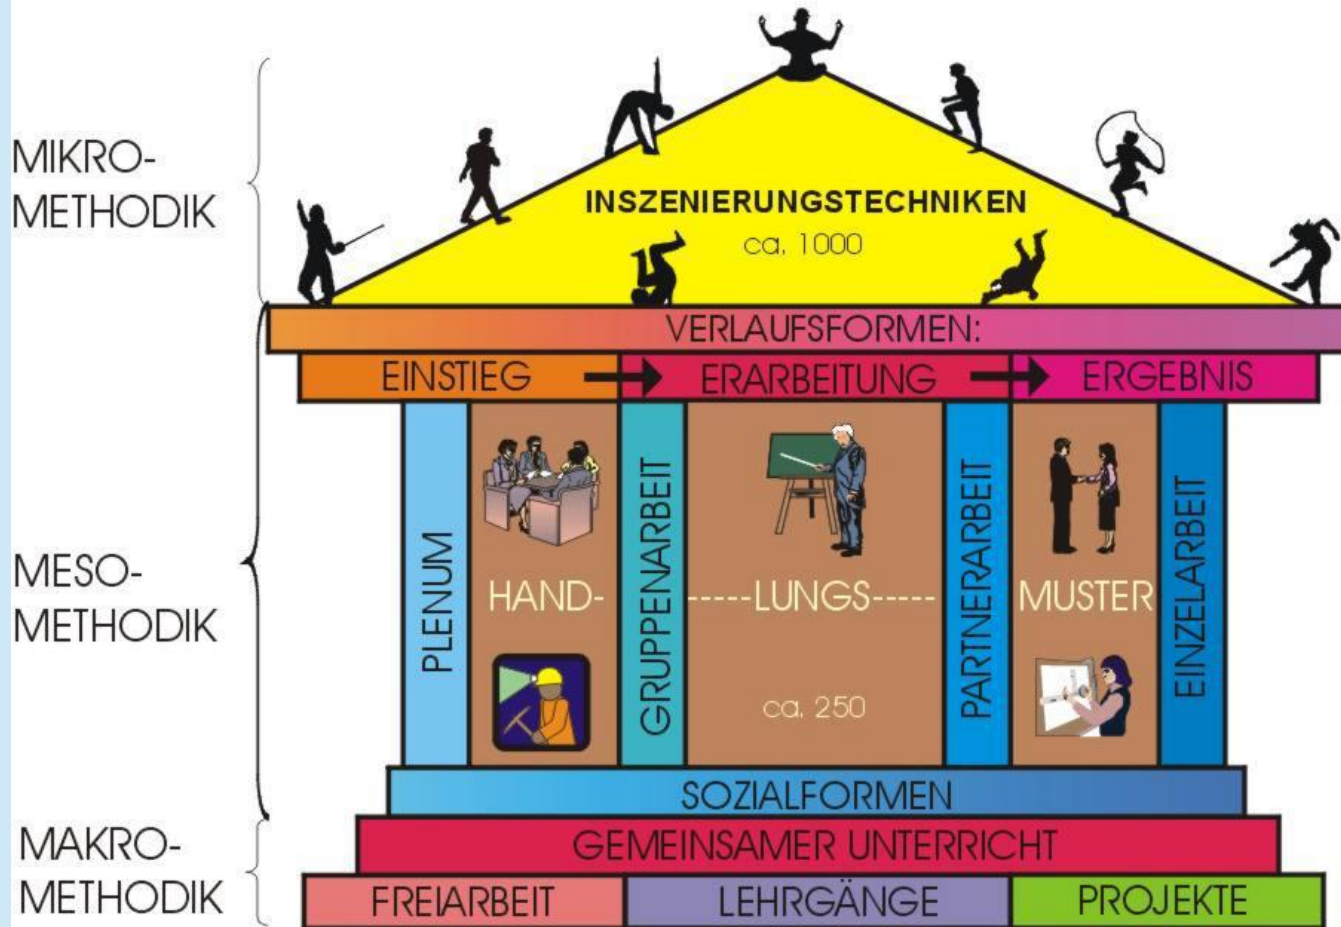 MIKRO-
METHODIK
INSZENIERUNGSTECHNIKEN
ca. 1000
VERLAUFSFORMEN:
EINSTIEG
ERARBEITUNG
ERGEBNIS
MESO-
METHODIK
PLENUM
HAND-
GRUPPENARBEIT
-----LUNGS-----
ca. 250
PARTNERARBEIT
MUSTER
EINZELARBEIT
SOZIALFORMEN
MAKRO-
METHODIK
GEMEINSAMER UNTERRICHT
FREIARBEIT
LEHRGÄNGE
PROJEKTE